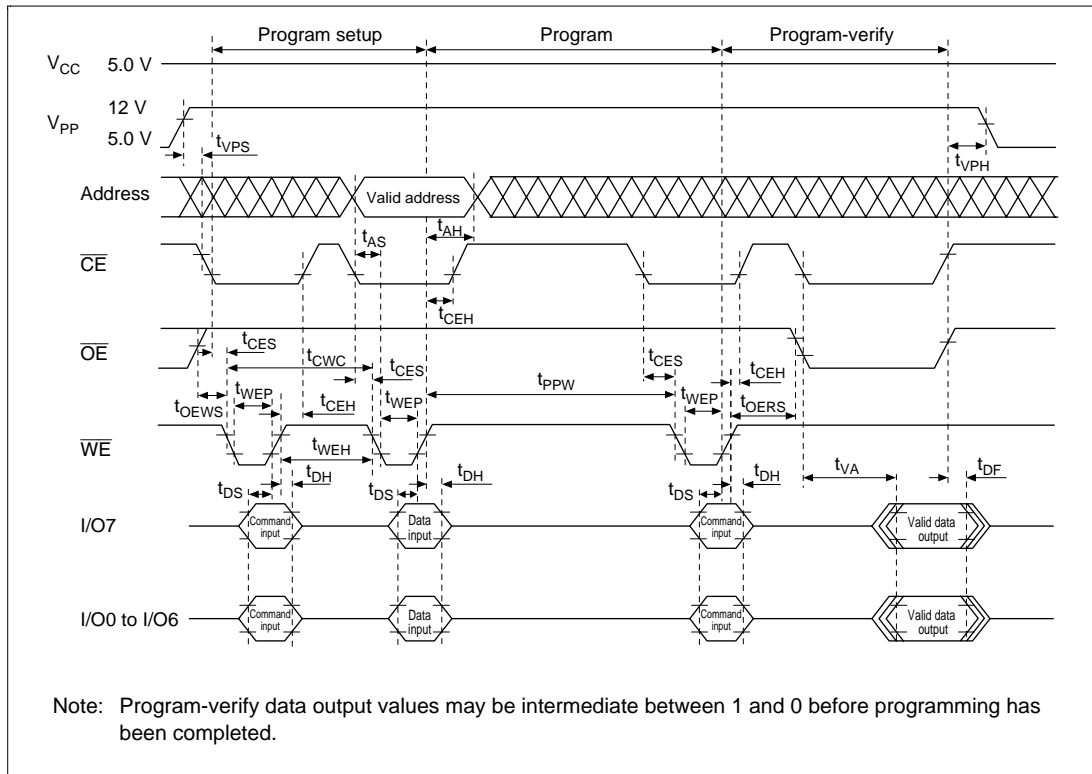 Program setup Program Program-verify
VCC 5.0 V
12 V
VPP
5.0 V
tVPS
tVPH
Address Valid address
tAS tAH
CE
tCEH
OE
tCES tCWC tCES tCES tCEH
tWEP tPPW
tOEWS tCEH tWEP tWEP tOERS
WE
tWEH
tDS tDH tDS tDH tDS tDH tVA tDF
I/O7 Command input Data input Command input Valid data output
I/O0 to I/O6 Command input Data input Command input Valid data output
Note: Program-verify data output values may be intermediate between 1 and 0 before programming has
been completed.